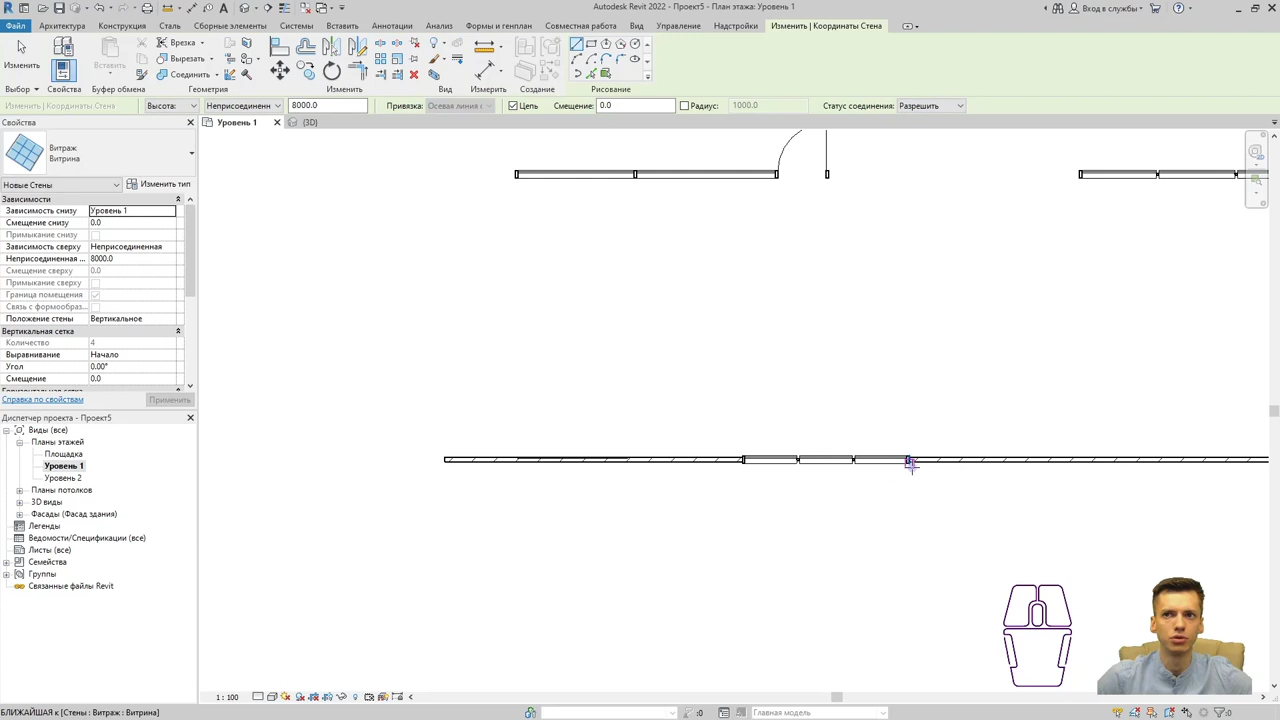 Autodesk Revit 2022 - Проект5 - План этажа: Уровень 1
Вход в службы
Файл Архитектура Конструкция Сталь Сборные элементы Системы Вставить Аннотации Анализ Формы и генплан Совместная работа Вид Управление Надстройки Изменить | Координаты Стена
Врезка
Вырезать
Соединить
Изменить
Вставить
Выбор Свойства Буфер обмена Геометрия Изменить Вид Измерить Создание Рисование
Изменить | Координаты Стена Высота: Неприсоединенн 8000.0 Привязка: Осевая линия с Цепь Смещение: 0.0 Радиус: 1000.0 Статус соединения: Разрешить
Свойства
Уровень 1
{3D}
Витраж
Витрина
Новые Стены Изменить тип
Зависимости
Зависимость снизу Уровень 1
Смещение снизу 0.0
Примыкание снизу
Зависимость сверху Неприсоединенная
Неприсоединенная ... 8000.0
Смещение сверху 0.0
Примыкание сверху
Граница помещения
Связь с формообраз...
Положение стены Вертикальное
Вертикальная сетка
Количество 4
Выравнивание Начало
Угол 0.00°
Смещение 0.0
Справка по свойствам Применить
Диспетчер проекта - Проект5
Виды (все)
Планы этажей
Площадка
Уровень 1
Уровень 2
Планы потолков
3D виды
Фасады (Фасад здания)
Легенды
Ведомости/Спецификации (все)
Листы (все)
Семейства
Группы
Связанные файлы Revit
1 : 100
БЛИЖАЙШАЯ к [Стены : Витраж : Витрина]
:0
Главная модель
:0